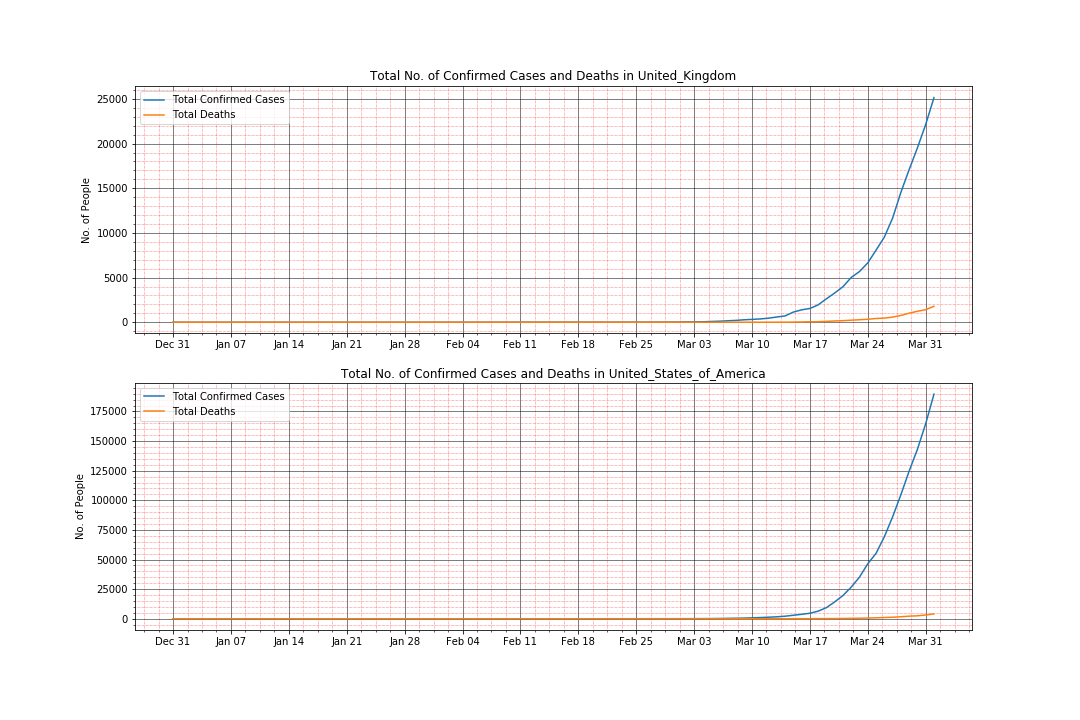 Total No. of Confirmed Cases and Deaths in United_Kingdom
Total Confirmed Cases
Total Deaths
No. of People
25000
20000
15000
10000
5000
0
Dec 31 Jan 07 Jan 14 Jan 21 Jan 28 Feb 04 Feb 11 Feb 18 Feb 25 Mar 03 Mar 10 Mar 17 Mar 24 Mar 31
Total No. of Confirmed Cases and Deaths in United_States_of_America
Total Confirmed Cases
Total Deaths
No. of People
175000
150000
125000
100000
75000
50000
25000
0
Dec 31 Jan 07 Jan 14 Jan 21 Jan 28 Feb 04 Feb 11 Feb 18 Feb 25 Mar 03 Mar 10 Mar 17 Mar 24 Mar 31